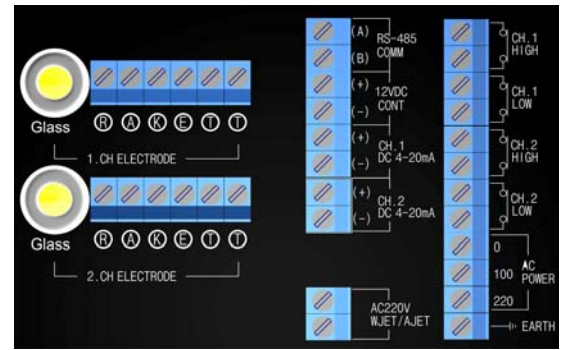 Glass
Ⓡ Ⓐ Ⓚ Ⓔ Ⓣ Ⓣ
1.CH ELECTRODE
Glass
Ⓡ Ⓐ Ⓚ Ⓔ Ⓣ Ⓣ
2.CH ELECTRODE
(A) RS-485
(B) COMM
(+) 12VDC
(-) CONT
(+) CH.1
(-) DC 4-20mA
(+) CH.2
(-) DC 4-20mA
AC220V
WJET/AJET
CH.1
HIGH
CH.1
LOW
CH.2
HIGH
CH.2
LOW
0
100
220
AC
POWER
EARTH